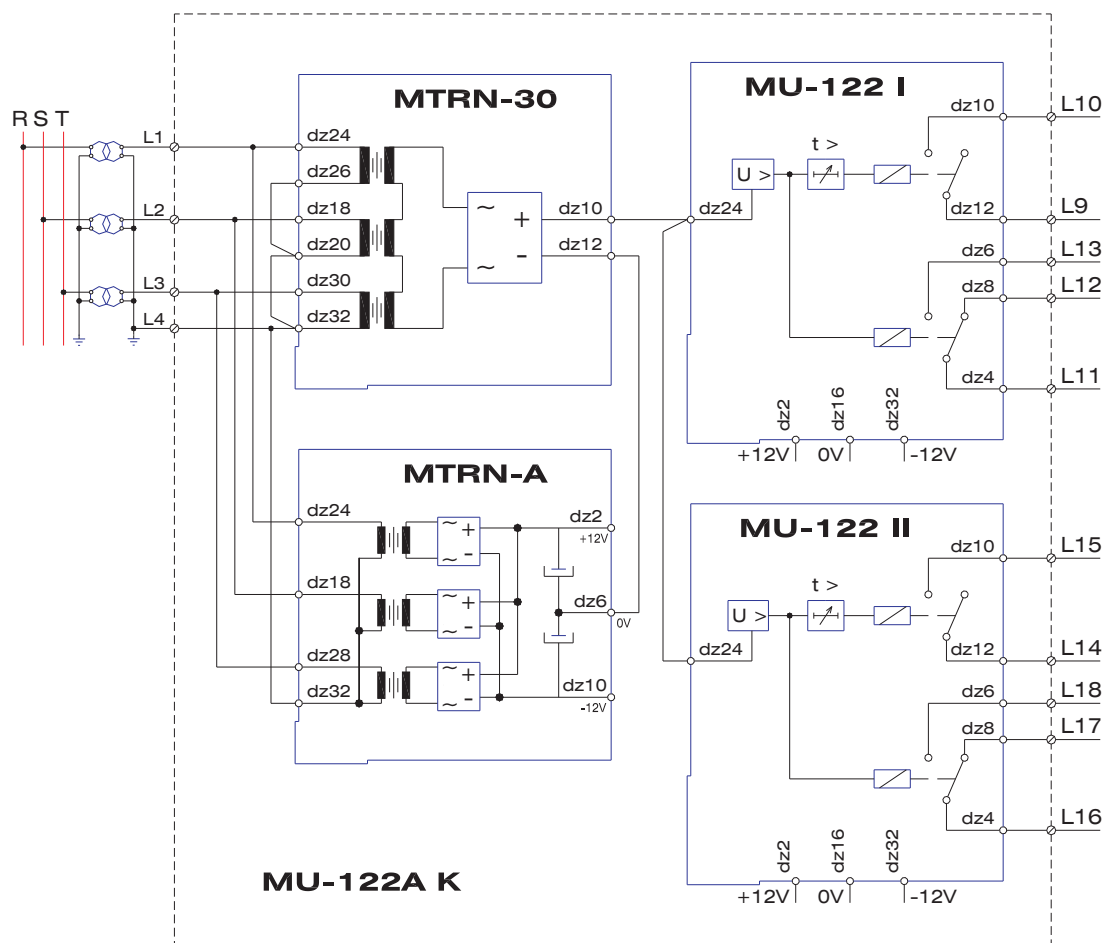 R S T
L1
L2
L3
L4
MTRN-30
dz24
dz26
dz18
dz20
dz30
dz32
~
~
+
-
dz10
dz12
MTRN-A
dz24
dz18
dz28
dz32
~
~
+
-
~
~
+
-
~
~
+
-
dz2
+12V
dz6
0V
dz10
-12V
MU-122 I
dz24
U >
t >
dz10
dz12
dz6
dz8
dz4
dz2
dz16
dz32
+12V
0V
-12V
L10
L9
L13
L12
L11
MU-122 II
dz24
U >
t >
dz10
dz12
dz6
dz8
dz4
dz2
dz16
dz32
+12V
0V
-12V
L15
L14
L18
L17
L16
MU-122A K